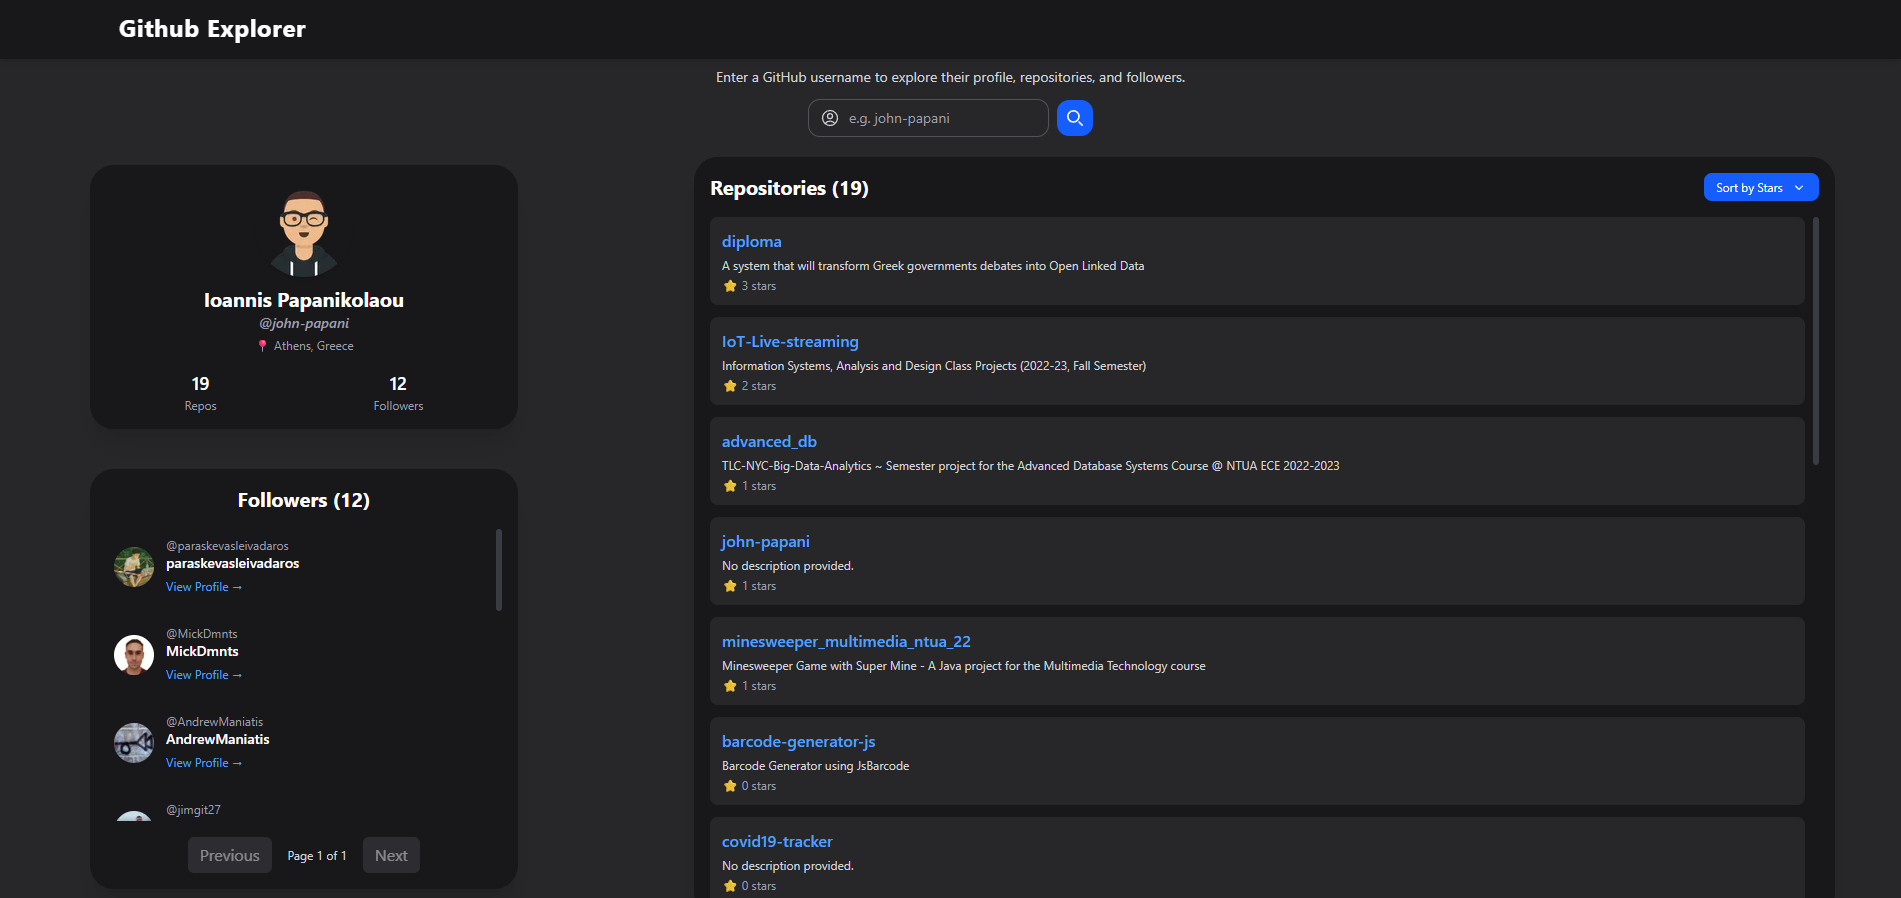 Github Explorer
Enter a GitHub username to explore their profile, repositories, and followers.
e.g. john-papani
Ioannis Papanikolaou
@john-papani
Athens, Greece
19
Repos
12
Followers
Followers (12)
@paraskevasleivadaros
paraskevasleivadaros
View Profile →
@MickDmnts
MickDmnts
View Profile →
@AndrewManiatis
AndrewManiatis
View Profile →
@jimgit27
Previous
Page 1 of 1
Next
Repositories (19)
Sort by Stars
diploma
A system that will transform Greek governments debates into Open Linked Data
3 stars
IoT-Live-streaming
Information Systems, Analysis and Design Class Projects (2022-23, Fall Semester)
2 stars
advanced_db
TLC-NYC-Big-Data-Analytics ~ Semester project for the Advanced Database Systems Course @ NTUA ECE 2022-2023
1 stars
john-papani
No description provided.
1 stars
minesweeper_multimedia_ntua_22
Minesweeper Game with Super Mine - A Java project for the Multimedia Technology course
1 stars
barcode-generator-js
Barcode Generator using JsBarcode
0 stars
covid19-tracker
No description provided.
0 stars